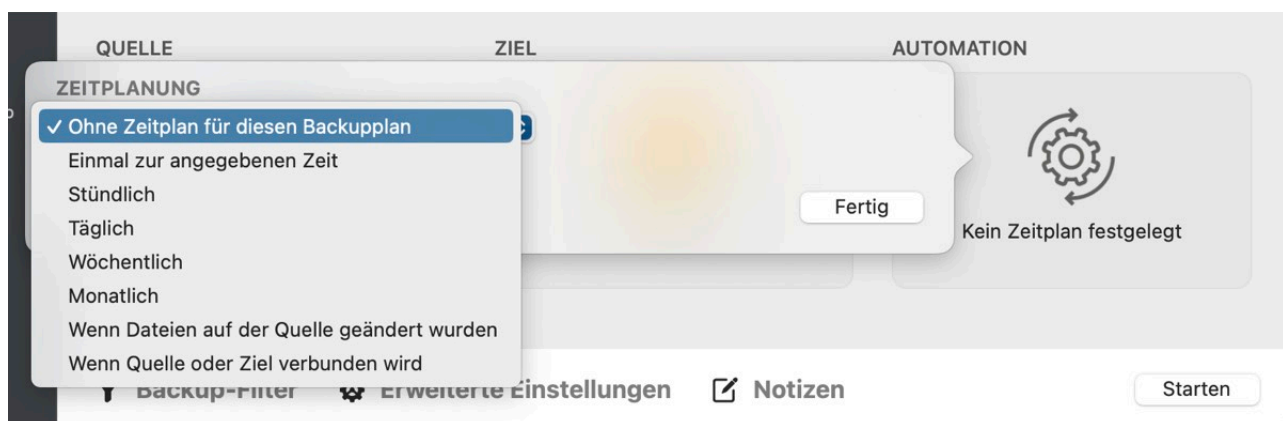 QUELLE
ZIEL
AUTOMATION
ZEITPLANUNG
✓ Ohne Zeitplan für diesen Backupplan
Einmal zur angegebenen Zeit
Stündlich
Täglich
Wöchentlich
Monatlich
Wenn Dateien auf der Quelle geändert wurden
Wenn Quelle oder Ziel verbunden wird
Fertig
Kein Zeitplan festgelegt
Backup-Filter
Erweiterte Einstellungen
Notizen
Starten